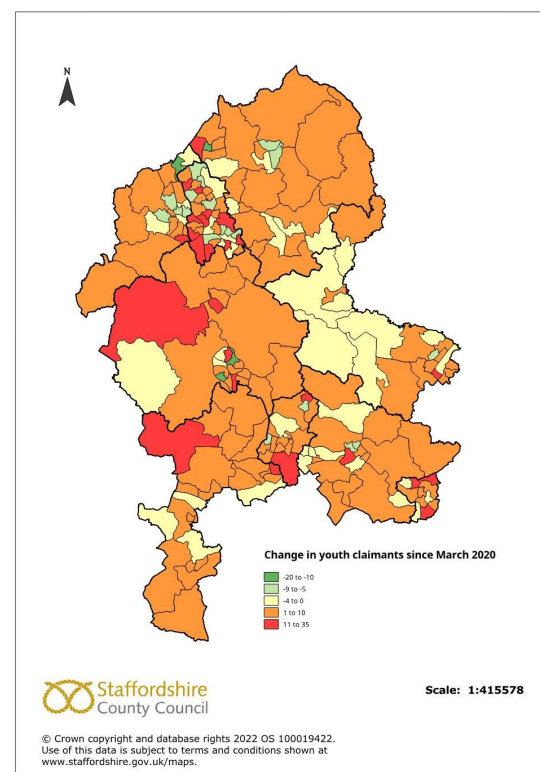 N
Change in youth claimants since March 2020
-20 to -10
-9 to -5
-4 to 0
1 to 10
11 to 35
Staffordshire
County Council
Scale: 1:415578
© Crown copyright and database rights 2022 OS 100019422.
Use of this data is subject to terms and conditions shown at
www.staffordshire.gov.uk/maps.